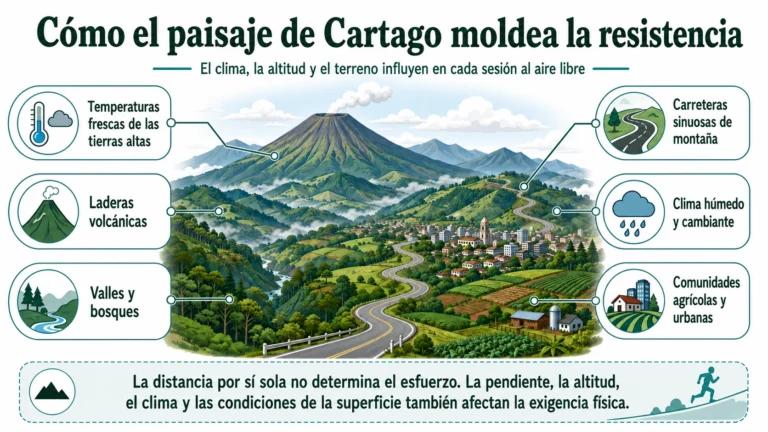 Cómo el paisaje de Cartago moldea la resistencia
El clima, la altitud y el terreno influyen en cada sesión al aire libre
Temperaturas
frescas de las
tierras altas
Laderas
volcánicas
Valles y
bosques
Carreteras
sinuosas de
montaña
Clima húmedo
y cambiante
Comunidades
agrícolas y
urbanas
La distancia por sí sola no determina el esfuerzo. La pendiente, la altitud,
el clima y las condiciones de la superficie también afectan la exigencia física.